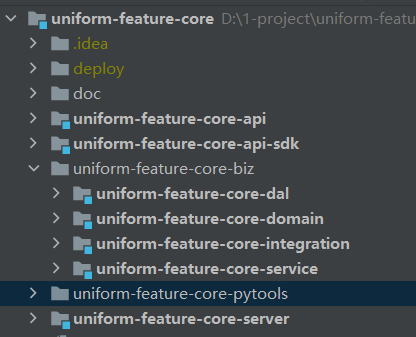 uniform-feature-core D:\1-project\uniform-featu
.idea
deploy
doc
uniform-feature-core-api
uniform-feature-core-api-sdk
uniform-feature-core-biz
uniform-feature-core-dal
uniform-feature-core-domain
uniform-feature-core-integration
uniform-feature-core-service
uniform-feature-core-pytools
uniform-feature-core-server